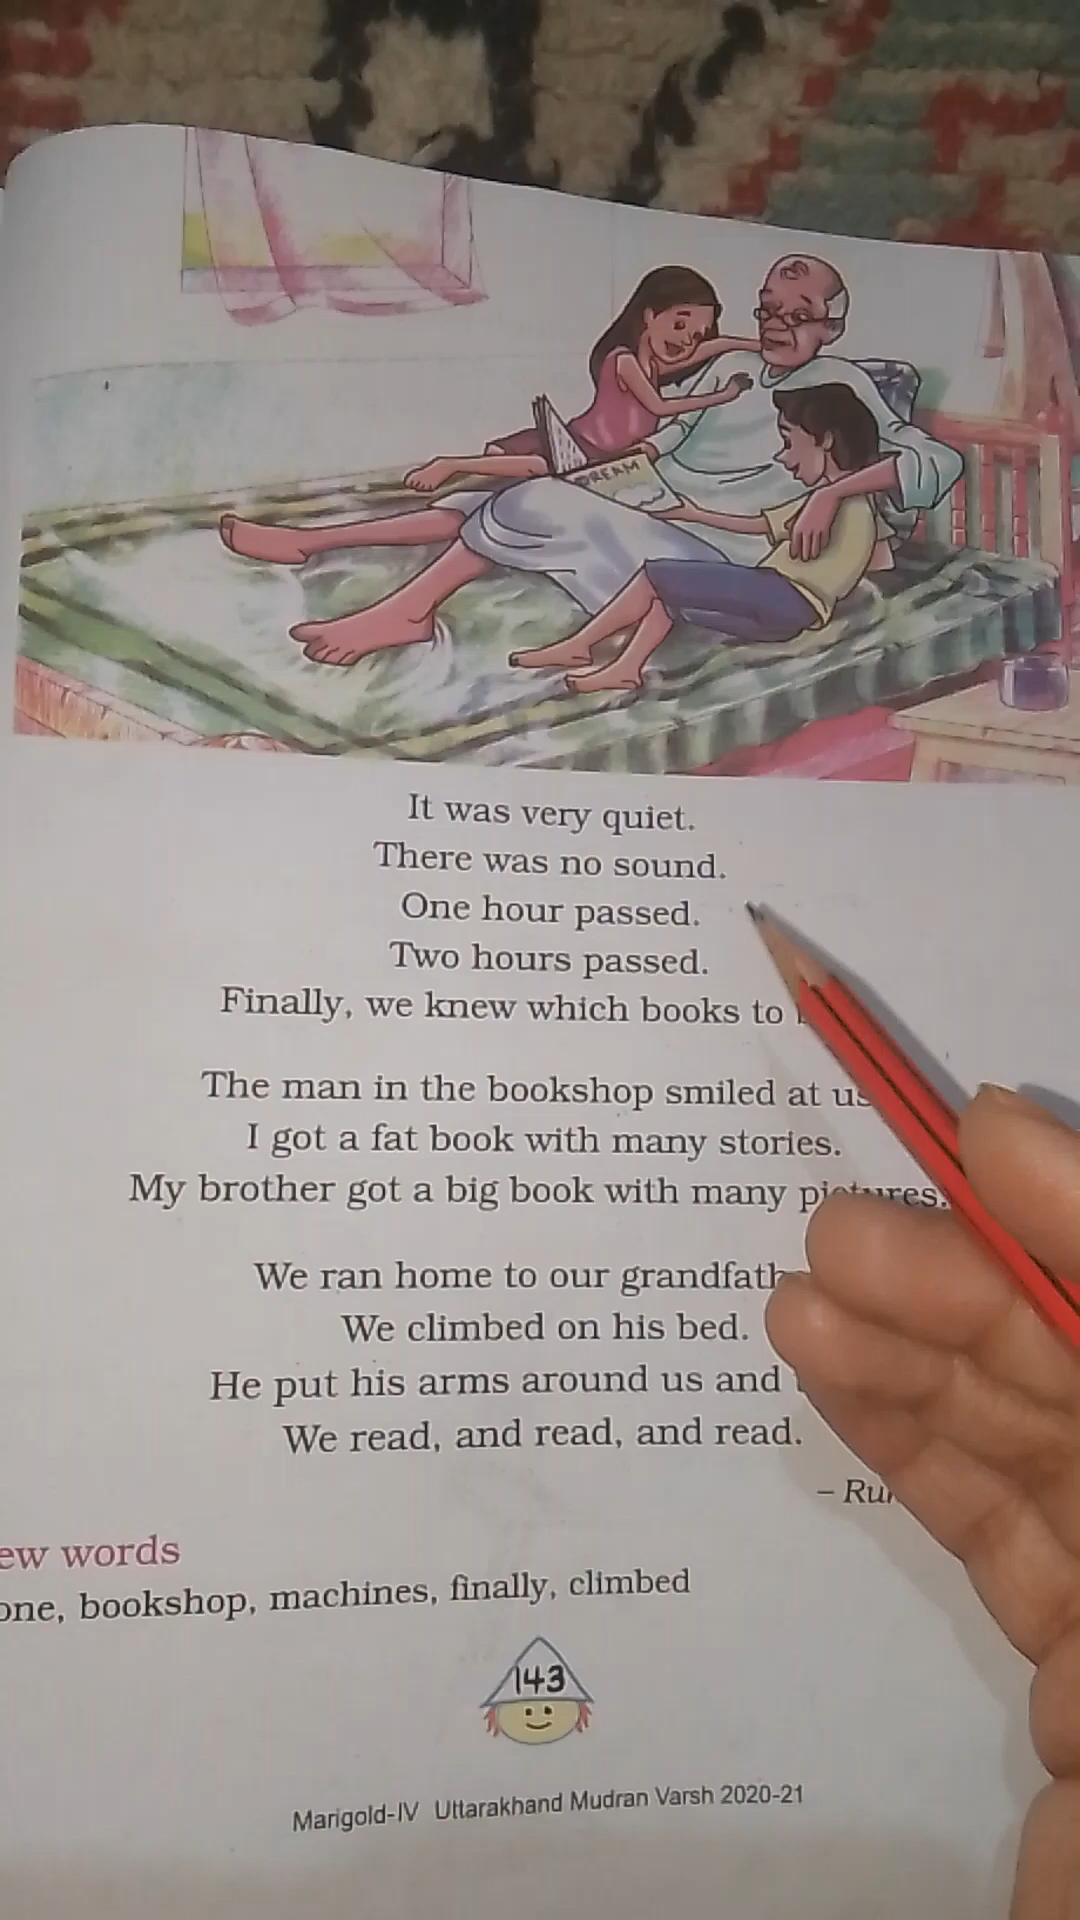 DREAM
It was very quiet.
There was no sound.
One hour passed.
Two hours passed.
Finally, we knew which books to
The man in the bookshop smiled at us
I got a fat book with many stories.
My brother got a big book with many pictures.
We ran home to our
We climbed on his bed.
He put his arms around us and
We read, and read, and read.
–
words
bookshop, machines, finally, climbed
143
Marigold-IV Uttarakhand Mudran Varsh 2020-21